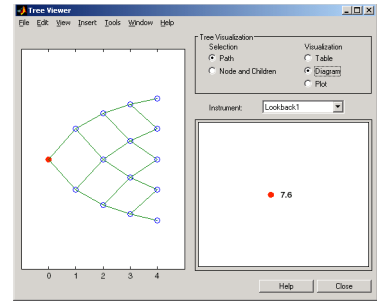 Tree Viewer
File Edit View Insert Tools Window Help
Tree Visualization
Selection Visualization
Path Table
Node and Children Diagram
Plot
Instrument: Lookback1
7.6
0 1 2 3 4
Help Close